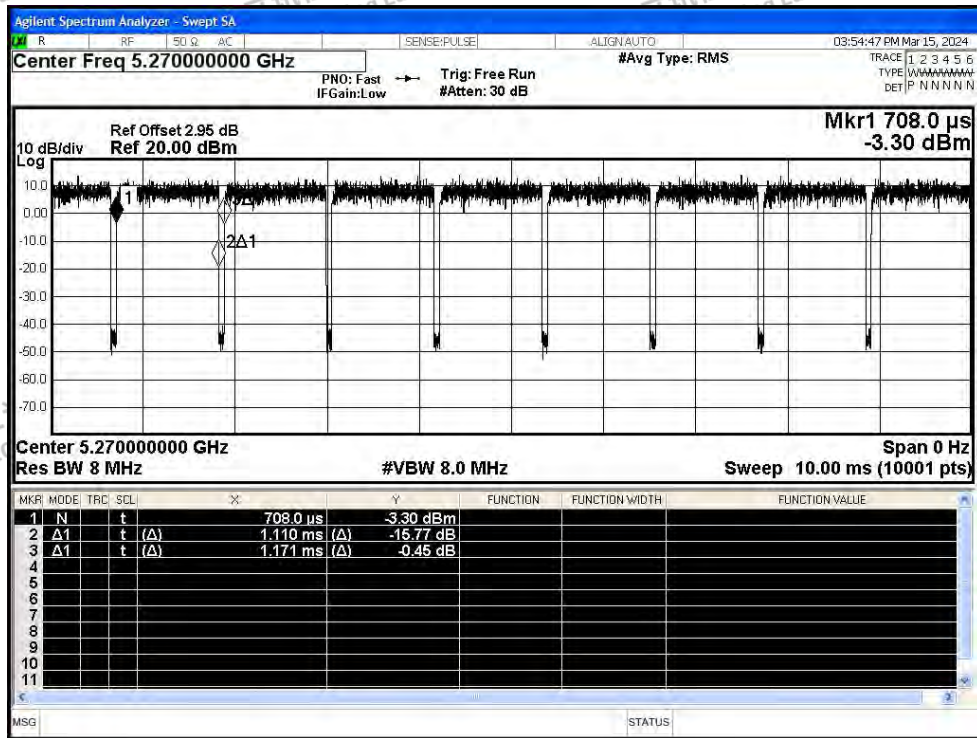 Agilent Spectrum Analyzer - Swept SA
LXI R RF 50 Ω AC SENSE:PULSE ALIGNAUTO 03:54:47 PM Mar 15, 2024
Center Freq 5.270000000 GHz #Avg Type: RMS TRACE 1 2 3 4 5 6
PNO: Fast Trig: Free Run TYPE WWWWWW
IFGain:Low #Atten: 30 dB DET P N N N N N
Mkr1 708.0 µs
Ref Offset 2.95 dB
10 dB/div Ref 20.00 dBm -3.30 dBm
Log
10.0
1
0.00
-10.0
2Δ1
-20.0
-30.0
-40.0
-50.0
-60.0
-70.0
Center 5.270000000 GHz Span 0 Hz
Res BW 8 MHz #VBW 8.0 MHz Sweep 10.00 ms (10001 pts)
MKR MODE TRC SCL X Y FUNCTION FUNCTION WIDTH FUNCTION VALUE
1 N t 708.0 µs -3.30 dBm
2 Δ1 t (Δ) 1.110 ms (Δ) -15.77 dB
3 Δ1 t (Δ) 1.171 ms (Δ) -0.45 dB
4
5
6
7
8
9
10
11
MSG STATUS